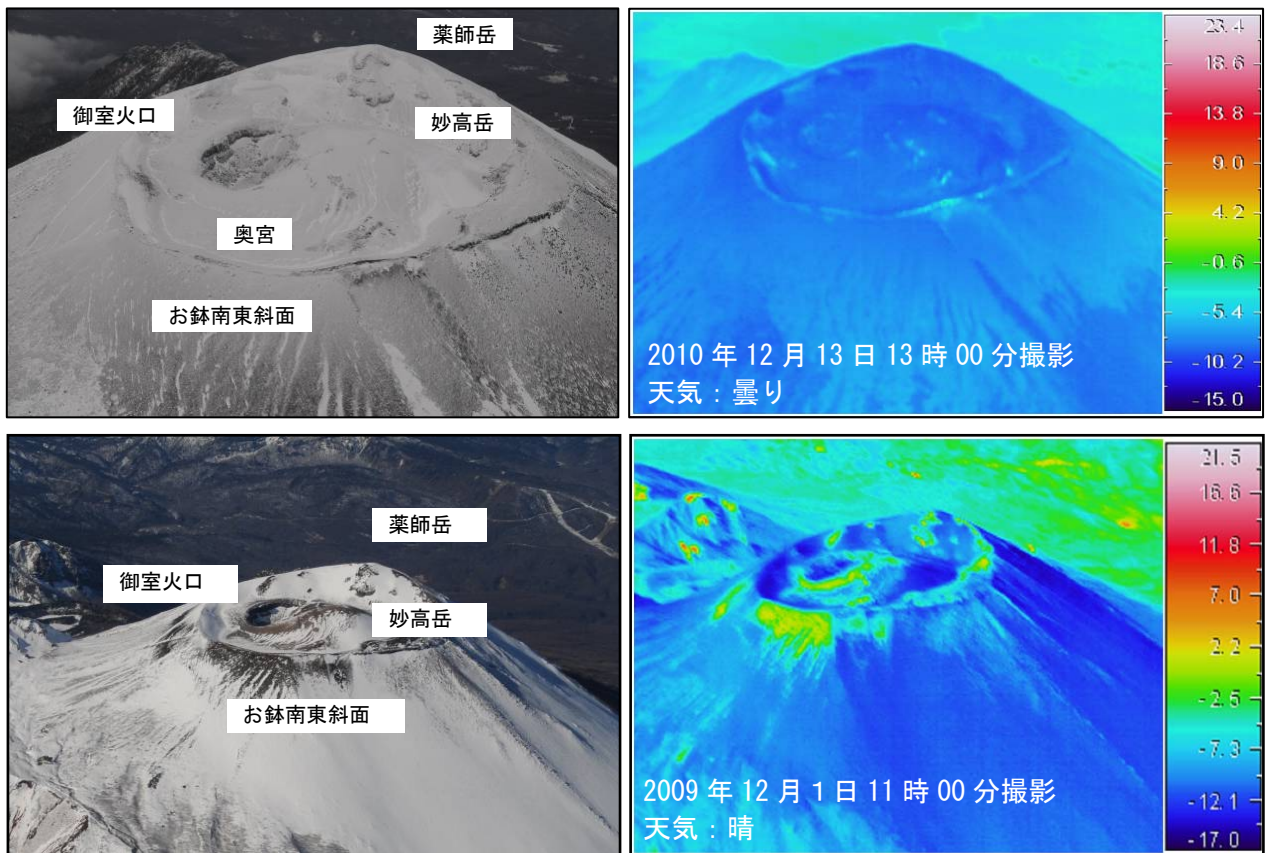 薬師岳
御室火口
妙高岳
奥宮
お鉢南東斜面
23.4
18.6
13.8
9.0
4.2
-0.6
-5.4
-10.2
-15.0
2010 年 12 月 13 日 13 時 00 分撮影
天気：曇り
薬師岳
御室火口
妙高岳
お鉢南東斜面
21.5
16.6
11.8
7.0
2.2
-2.5
-7.3
-12.1
-17.0
2009 年 12 月 1 日 11 時 00 分撮影
天気：晴